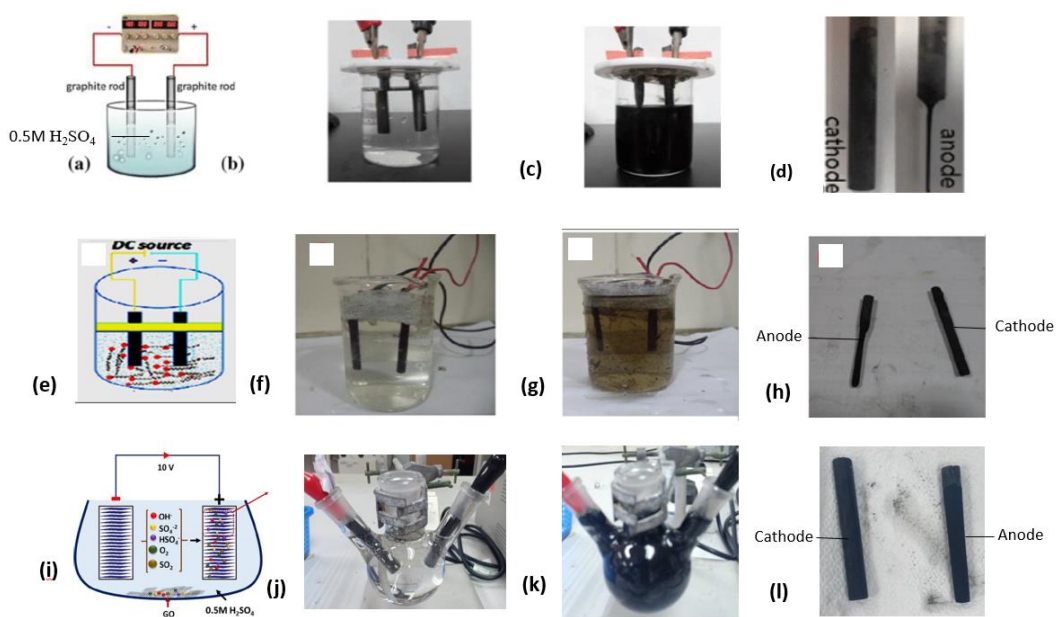 - +
graphite rod graphite rod
0.5M H₂SO₄
(a) (b) (c) (d)
cathode
anode
DC source
+ −
Anode
Cathode
(e) (f) (g) (h)
10 V
- +
OH⁻
SO₄⁻²
HSO₄⁻
O₂
SO₂
GO
0.5M H₂SO₄
Cathode
Anode
(i) (j) (k) (l)